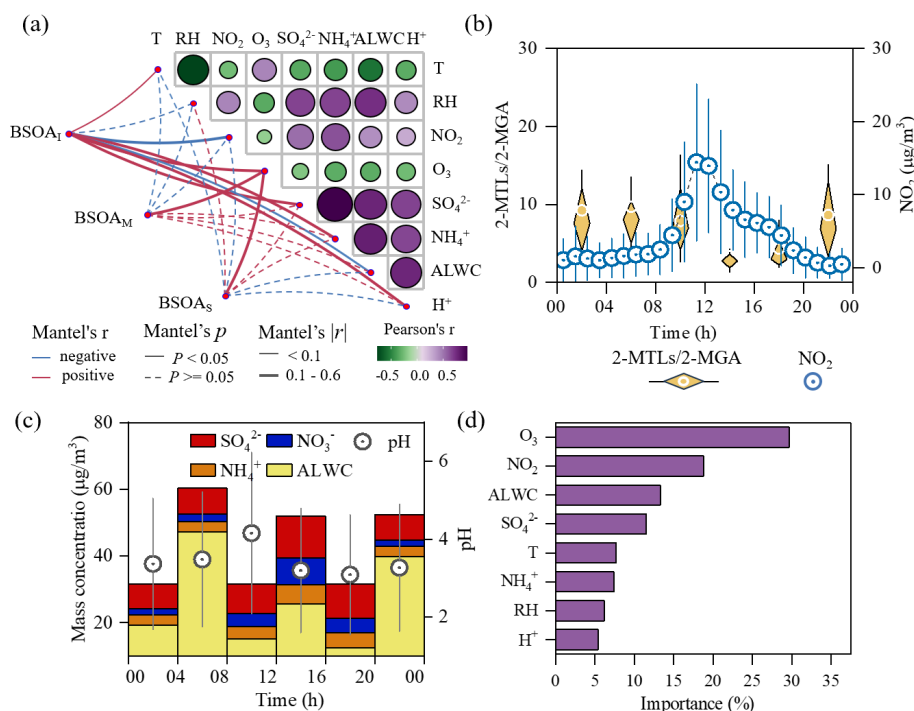 (a)
T RH NO₂ O₃ SO₄²⁻ NH₄⁺ ALWC H⁺
T
RH
NO₂
O₃
SO₄²⁻
NH₄⁺
ALWC
H⁺
BSOA_I
BSOA_M
BSOA_S
Mantel's r
negative
positive
Mantel's p
P < 0.05
P >= 0.05
Mantel's |r|
< 0.1
0.1 - 0.6
Pearson's r
-0.5 0.0 0.5
(b)
2-MTLs/2-MGA
30
20
10
0
NO₂ (μg/m³)
30
20
10
0
00 04 08 12 16 20 00
Time (h)
2-MTLs/2-MGA
NO₂
(c)
Mass concentratio (μg/m³)
80
60
40
20
SO₄²⁻ NO₃⁻ pH
NH₄⁺ ALWC
pH
6
4
2
00 04 08 12 16 20 00
Time (h)
(d)
O₃
NO₂
ALWC
SO₄²⁻
T
NH₄⁺
RH
H⁺
0 5 10 15 20 25 30 35
Importance (%)